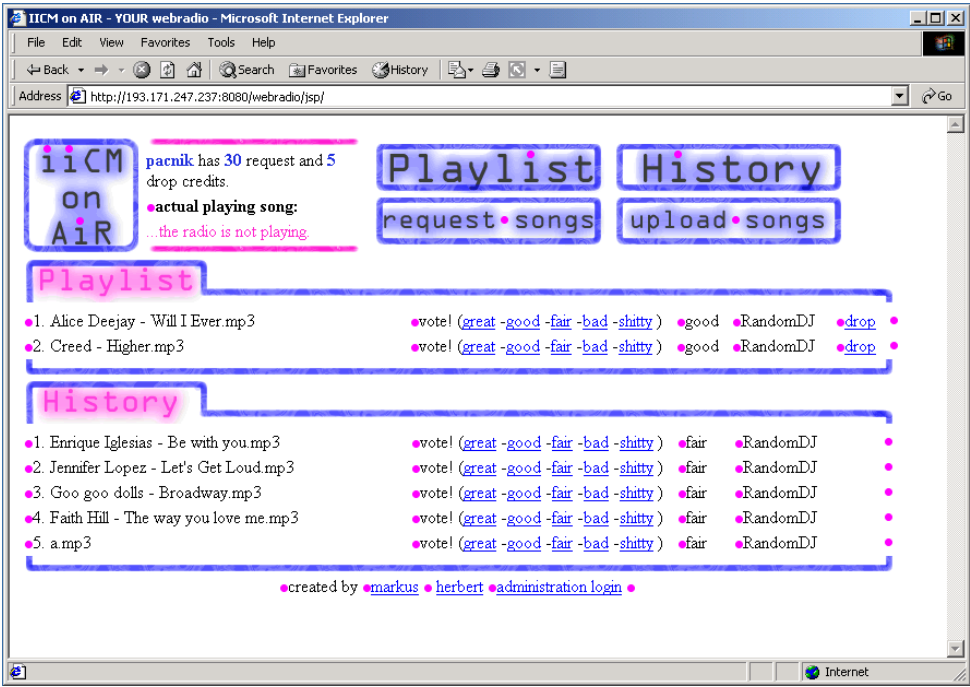 IICM on AIR - YOUR webradio - Microsoft Internet Explorer
File Edit View Favorites Tools Help
Back Search Favorites History
Address http://193.171.247.237:8080/webradio/jsp/ Go
iiCM
on
AiR
pacnik has 30 request and 5
drop credits.
actual playing song:
...the radio is not playing.
Playlist History
request•songs upload•songs
Playlist
•1. Alice Deejay - Will I Ever.mp3 •vote! (great -good -fair -bad -shitty ) •good •RandomDJ •drop •
•2. Creed - Higher.mp3 •vote! (great -good -fair -bad -shitty ) •good •RandomDJ •drop •
History
•1. Enrique Iglesias - Be with you.mp3 •vote! (great -good -fair -bad -shitty ) •fair •RandomDJ •
•2. Jennifer Lopez - Let's Get Loud.mp3 •vote! (great -good -fair -bad -shitty ) •fair •RandomDJ •
•3. Goo goo dolls - Broadway.mp3 •vote! (great -good -fair -bad -shitty ) •fair •RandomDJ •
•4. Faith Hill - The way you love me.mp3 •vote! (great -good -fair -bad -shitty ) •fair •RandomDJ •
•5. a.mp3 •vote! (great -good -fair -bad -shitty ) •fair •RandomDJ •
•created by •markus • herbert •administration login •
Internet